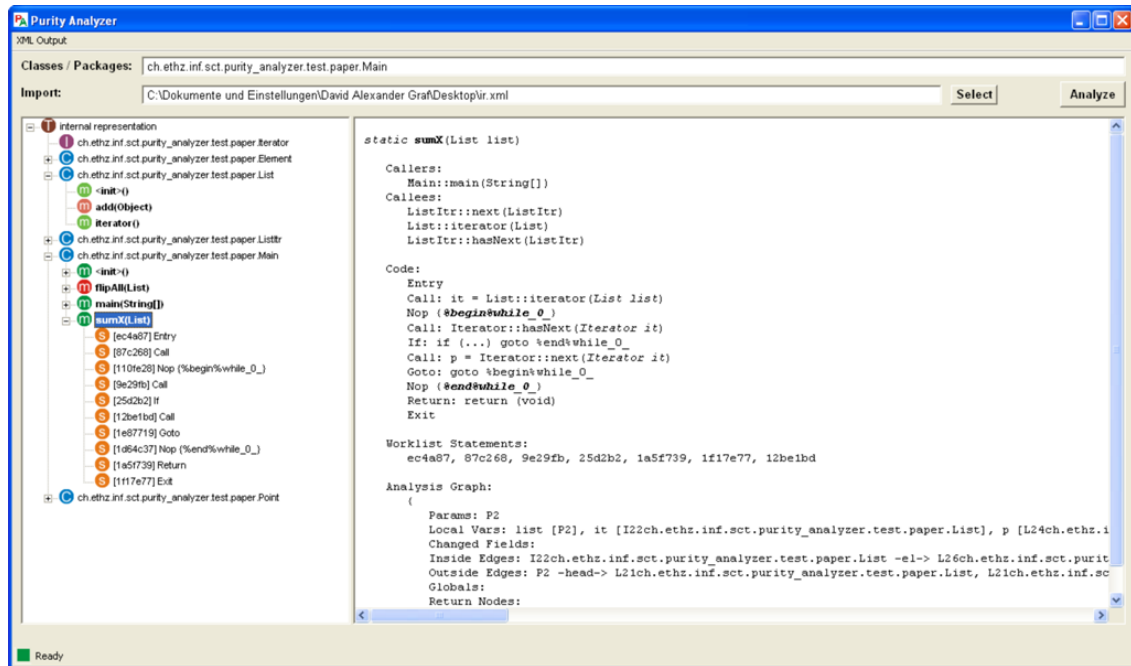 Purity Analyzer
XML Output
Classes / Packages: ch.ethz.inf.sct.purity_analyzer.test.paper.Main
Import: C:\Dokumente und Einstellungen\David Alexander Graf\Desktop\ir.xml Select Analyze
internal representation
ch.ethz.inf.sct.purity_analyzer.test.paper.Iterator
ch.ethz.inf.sct.purity_analyzer.test.paper.Element
ch.ethz.inf.sct.purity_analyzer.test.paper.List
<init>()
add(Object)
iterator()
ch.ethz.inf.sct.purity_analyzer.test.paper.ListItr
ch.ethz.inf.sct.purity_analyzer.test.paper.Main
<init>()
flipAll(List)
main(String[])
sumX(List)
[ec4a87] Entry
[87c268] Call
[110fe28] Nop (%begin%while_0_)
[9e29fb] Call
[25d2b2] If
[12be1bd] Call
[1e87719] Goto
[1d64c37] Nop (%end%while_0_)
[1a5f739] Return
[1f17e77] Exit
ch.ethz.inf.sct.purity_analyzer.test.paper.Point
static sumX(List list)
Callers:
Main::main(String[])
Callees:
ListItr::next(ListItr)
List::iterator(List)
ListItr::hasNext(ListItr)
Code:
Entry
Call: it = List::iterator(List list)
Nop (%begin%while_0_)
Call: Iterator::hasNext(Iterator it)
If: if (...) goto %end%while_0_
Call: p = Iterator::next(Iterator it)
Goto: goto %begin%while_0_
Nop (%end%while_0_)
Return: return (void)
Exit
Worklist Statements:
ec4a87, 87c268, 9e29fb, 25d2b2, 1a5f739, 1f17e77, 12be1bd
Analysis Graph:
{
Params: P2
Local Vars: list [P2], it [I22ch.ethz.inf.sct.purity_analyzer.test.paper.List], p [L24ch.ethz.i
Changed Fields:
Inside Edges: I22ch.ethz.inf.sct.purity_analyzer.test.paper.List -el-> L26ch.ethz.inf.sct.purit
Outside Edges: P2 -head-> L21ch.ethz.inf.sct.purity_analyzer.test.paper.List, L21ch.ethz.inf.sc
Globals:
Return Nodes:
Ready